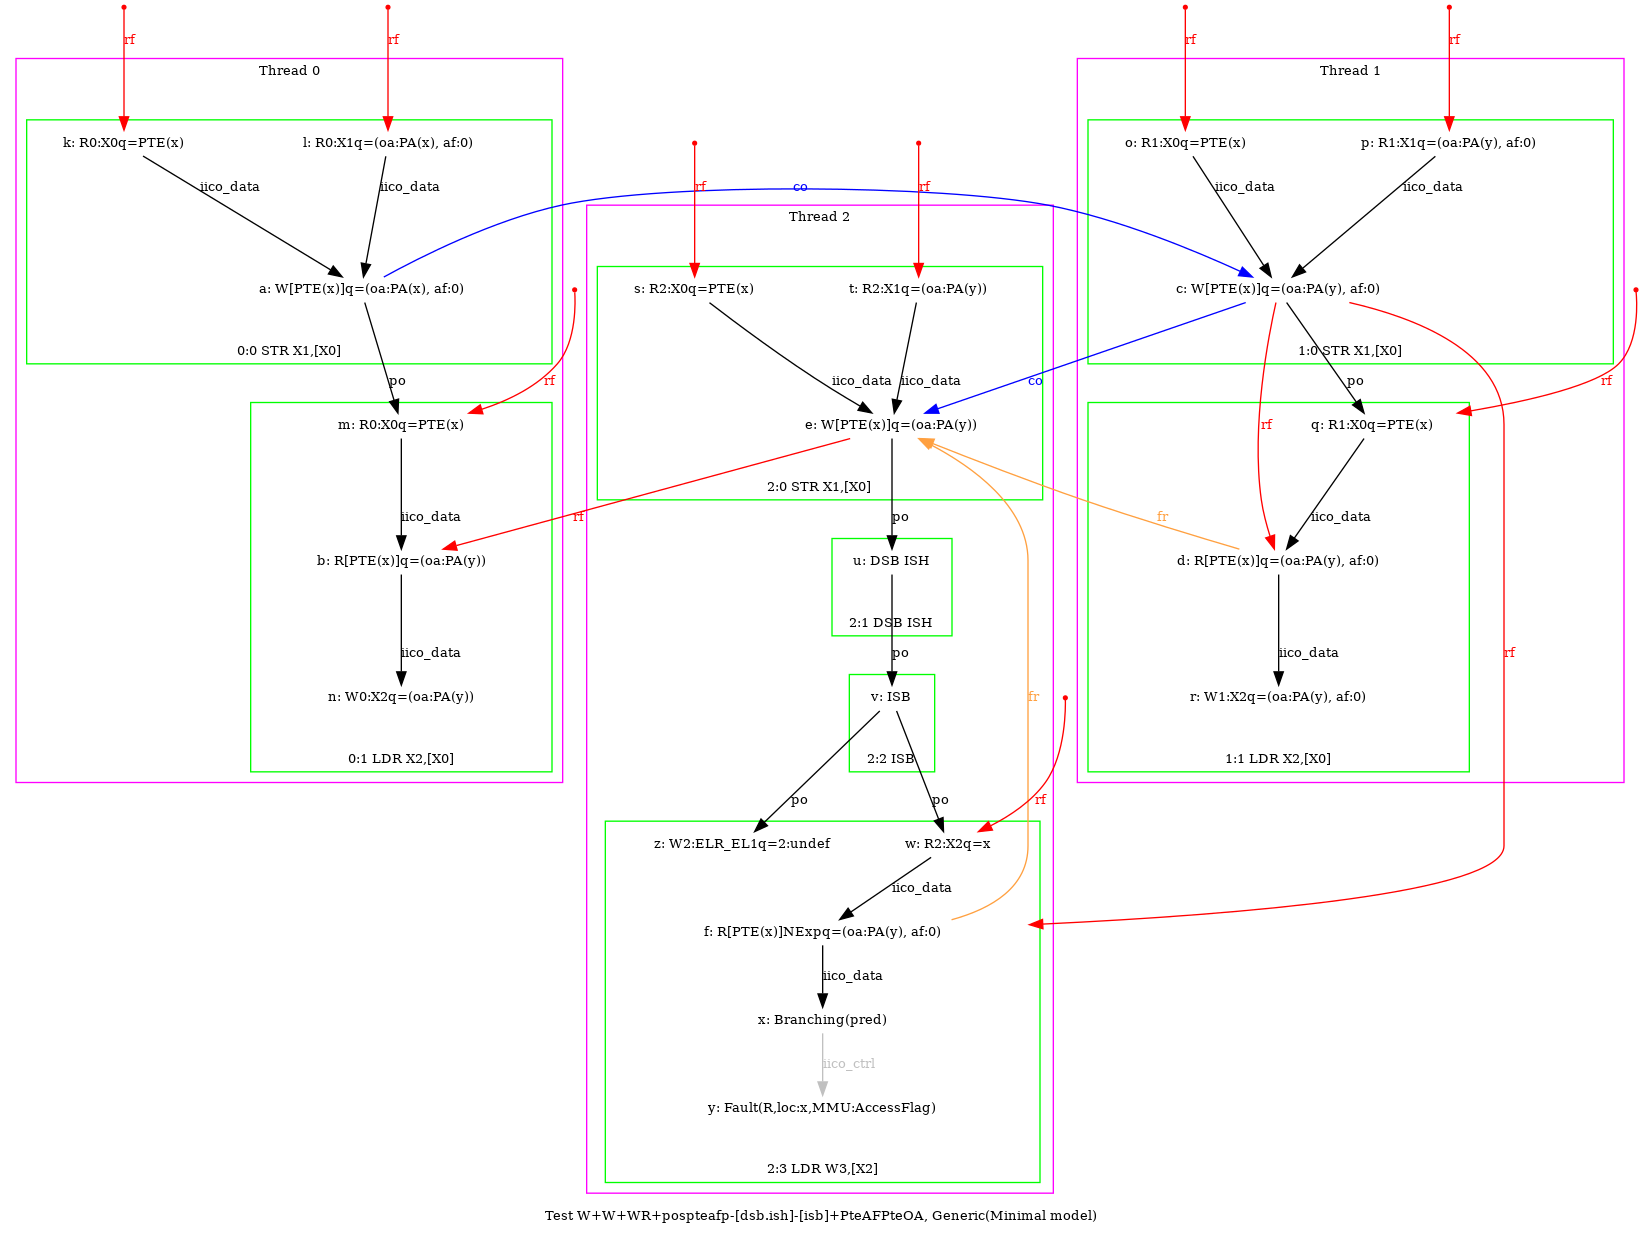 rf
rf
rf
rf
Thread 0
Thread 1
k: R0:X0q=PTE(x)
l: R0:X1q=(oa:PA(x), af:0)
o: R1:X0q=PTE(x)
p: R1:X1q=(oa:PA(y), af:0)
iico_data
iico_data
rf
rf
co
iico_data
iico_data
Thread 2
a: W[PTE(x)]q=(oa:PA(x), af:0)
s: R2:X0q=PTE(x)
t: R2:X1q=(oa:PA(y))
c: W[PTE(x)]q=(oa:PA(y), af:0)
0:0 STR X1,[X0]
1:0 STR X1,[X0]
po
rf
iico_data
iico_data
co
po
rf
m: R0:X0q=PTE(x)
e: W[PTE(x)]q=(oa:PA(y))
rf
q: R1:X0q=PTE(x)
2:0 STR X1,[X0]
iico_data
rf
po
fr
iico_data
b: R[PTE(x)]q=(oa:PA(y))
u: DSB ISH
d: R[PTE(x)]q=(oa:PA(y), af:0)
2:1 DSB ISH
iico_data
po
iico_data
rf
n: W0:X2q=(oa:PA(y))
v: ISB
fr
r: W1:X2q=(oa:PA(y), af:0)
0:1 LDR X2,[X0]
2:2 ISB
1:1 LDR X2,[X0]
po
po
rf
z: W2:ELR_EL1q=2:undef
w: R2:X2q=x
iico_data
f: R[PTE(x)]NExpq=(oa:PA(y), af:0)
iico_data
x: Branching(pred)
iico_ctrl
y: Fault(R,loc:x,MMU:AccessFlag)
2:3 LDR W3,[X2]
Test W+W+WR+pospteafp-[dsb.ish]-[isb]+PteAFPteOA, Generic(Minimal model)